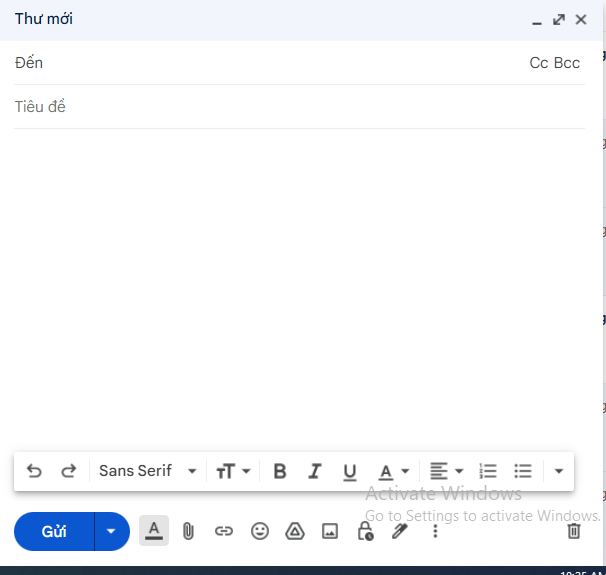 Thư mới
Đến Cc Bcc
Tiêu đề
Sans Serif
Activate Windows
Gửi
Go to Settings to activate Windows.